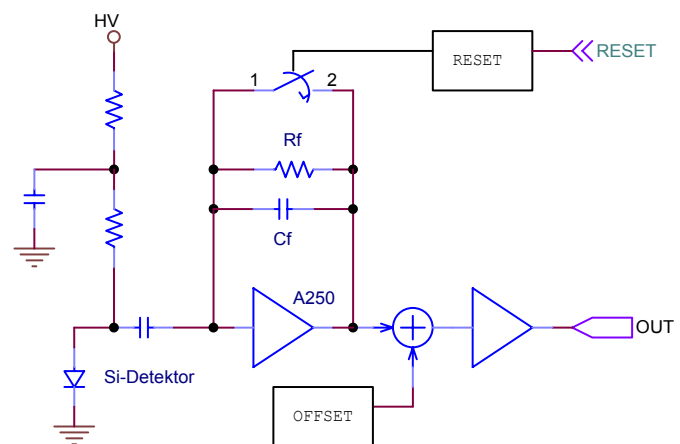 HV
RESET
RESET
1
2
Rf
Cf
A250
Si-Detektor
OUT
OFFSET